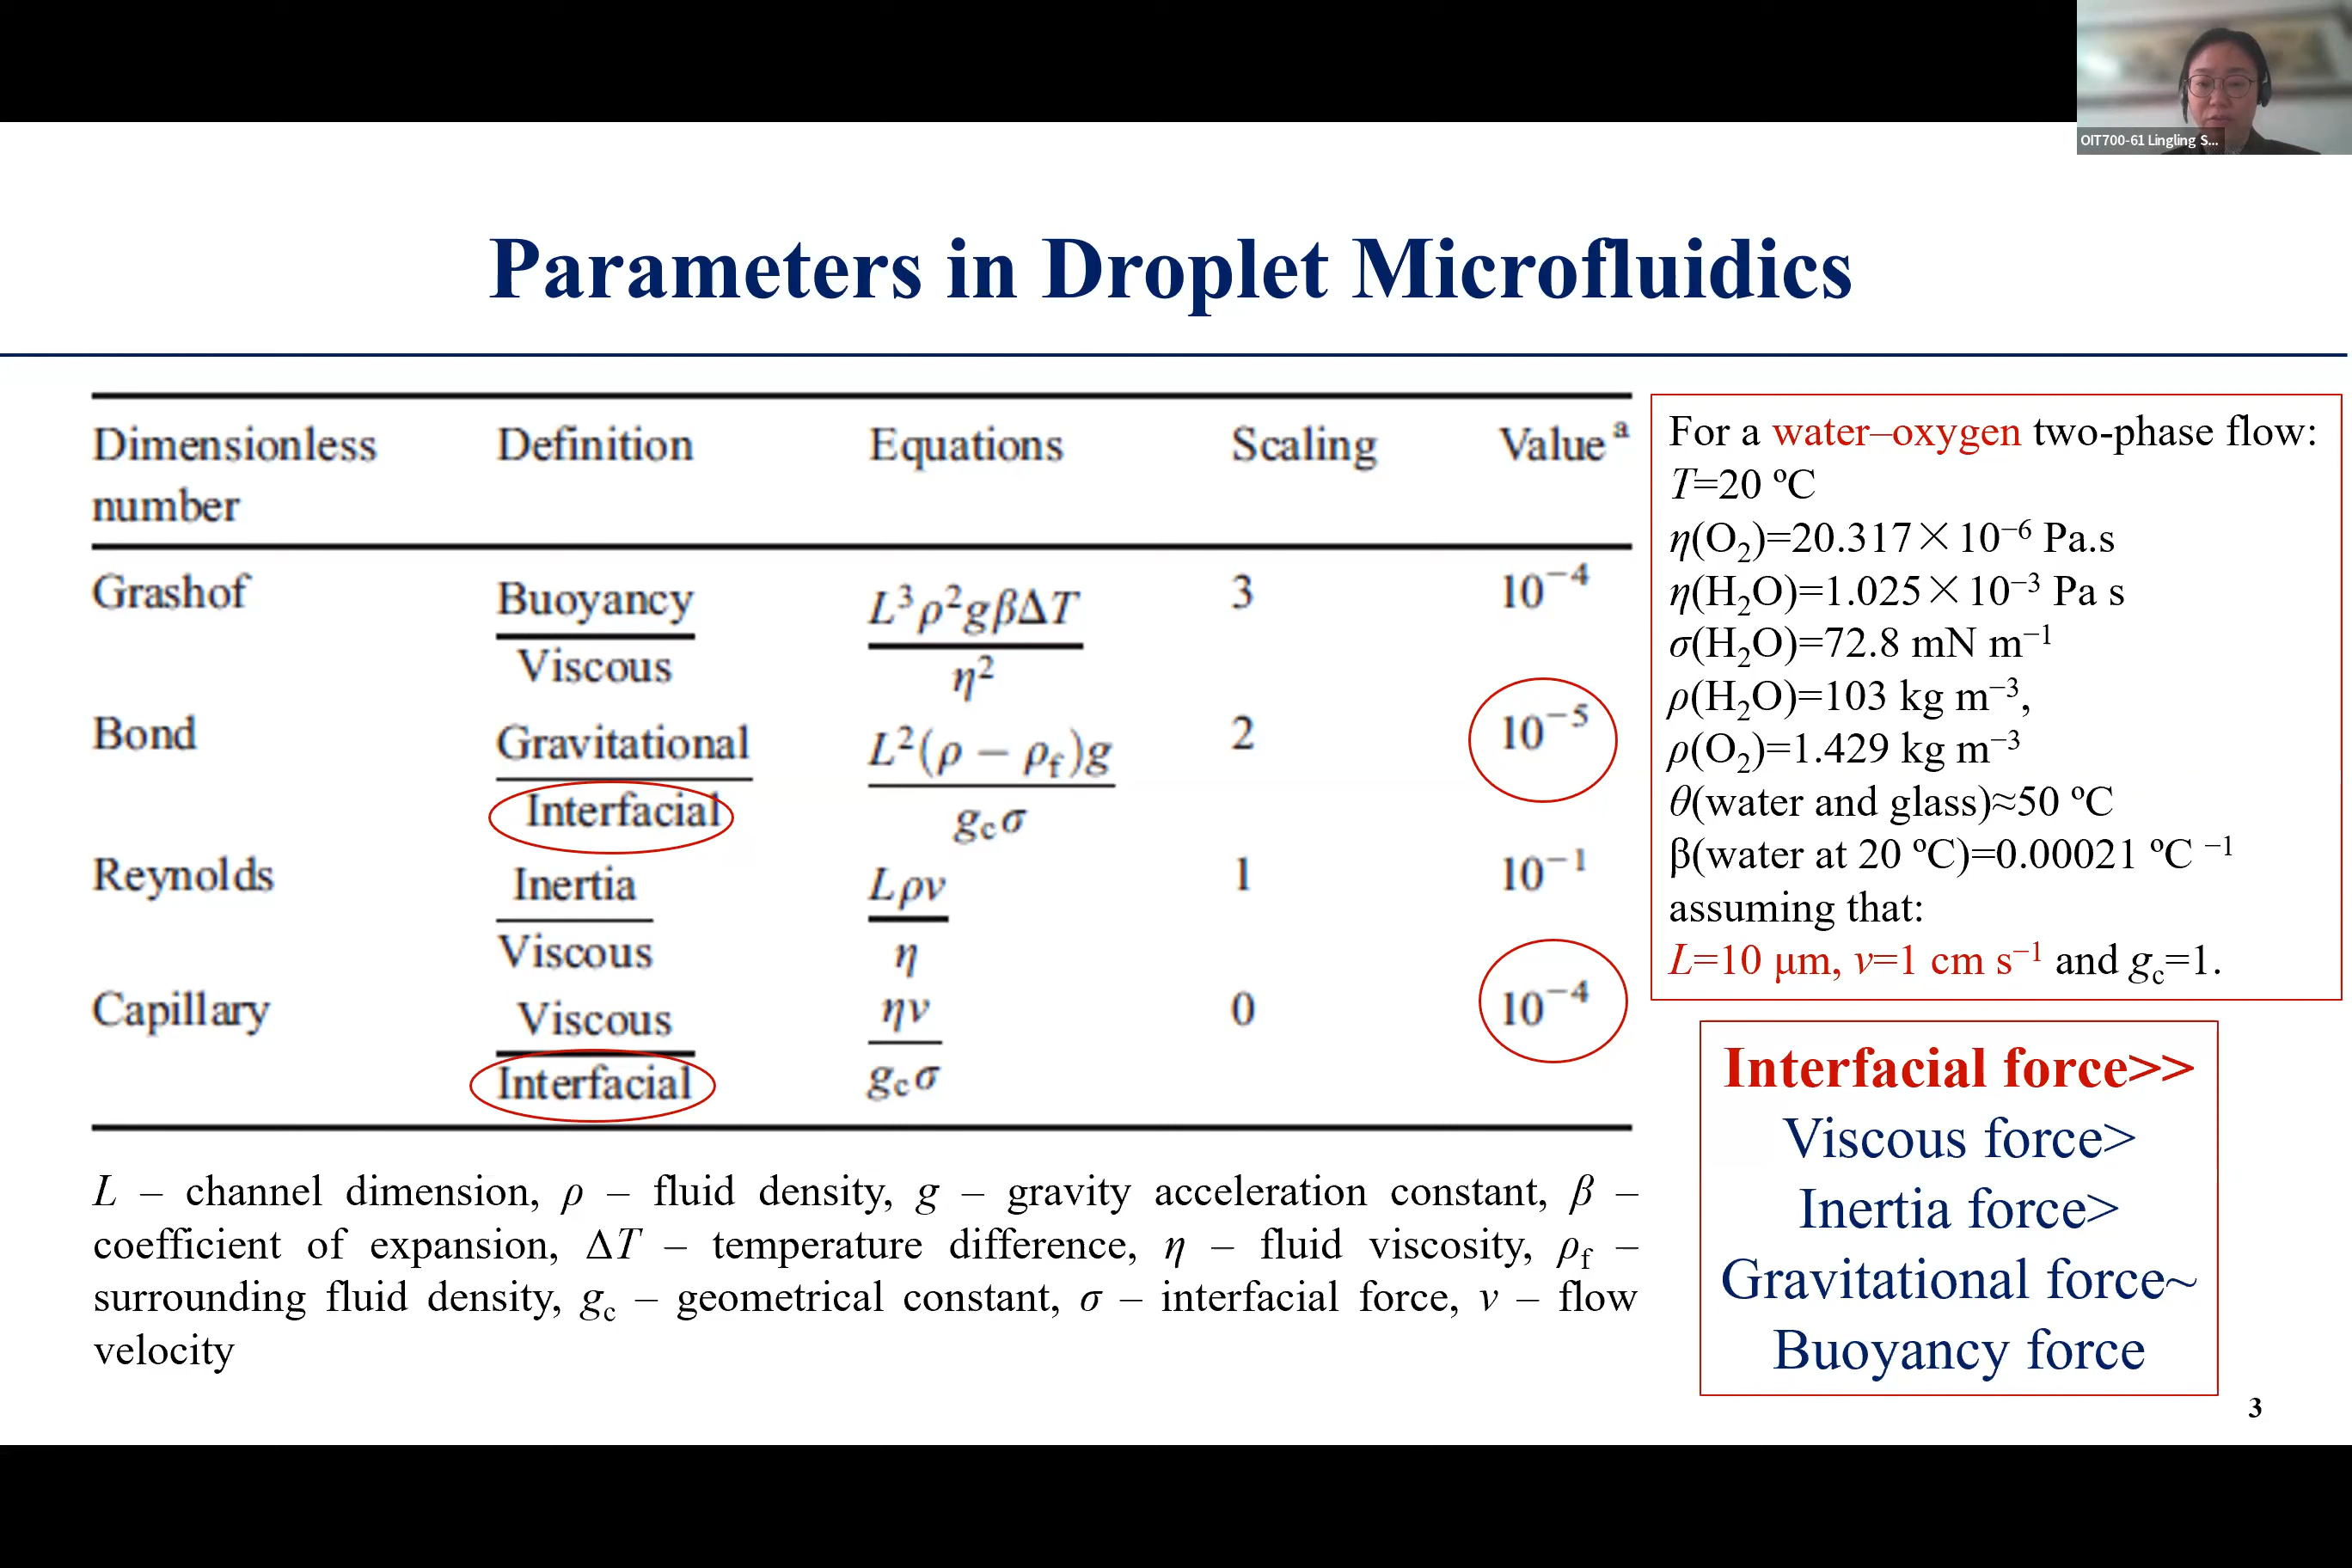 OIT700-61 Lingling S...
Parameters in Droplet Microfluidics
Dimensionless number Definition Equations Scaling Value ᵃ
Grashof Buoyancy / Viscous L³ρ²gβΔT / η² 3 10⁻⁴
Bond Gravitational / Interfacial L²(ρ − ρf)g / gcσ 2 10⁻⁵
Reynolds Inertia / Viscous Lρv / η 1 10⁻¹
Capillary Viscous / Interfacial ηv / gcσ 0 10⁻⁴
L – channel dimension, ρ – fluid density, g – gravity acceleration constant, β –
coefficient of expansion, ΔT – temperature difference, η – fluid viscosity, ρf –
surrounding fluid density, gc – geometrical constant, σ – interfacial force, v – flow
velocity
For a water–oxygen two-phase flow:
T=20 ºC
η(O₂)=20.317×10⁻⁶ Pa.s
η(H₂O)=1.025×10⁻³ Pa s
σ(H₂O)=72.8 mN m⁻¹
ρ(H₂O)=103 kg m⁻³,
ρ(O₂)=1.429 kg m⁻³
θ(water and glass)≈50 ºC
β(water at 20 ºC)=0.00021 ºC ⁻¹
assuming that:
L=10 μm, v=1 cm s⁻¹ and gc=1.
Interfacial force>>
Viscous force>
Inertia force>
Gravitational force~
Buoyancy force
3